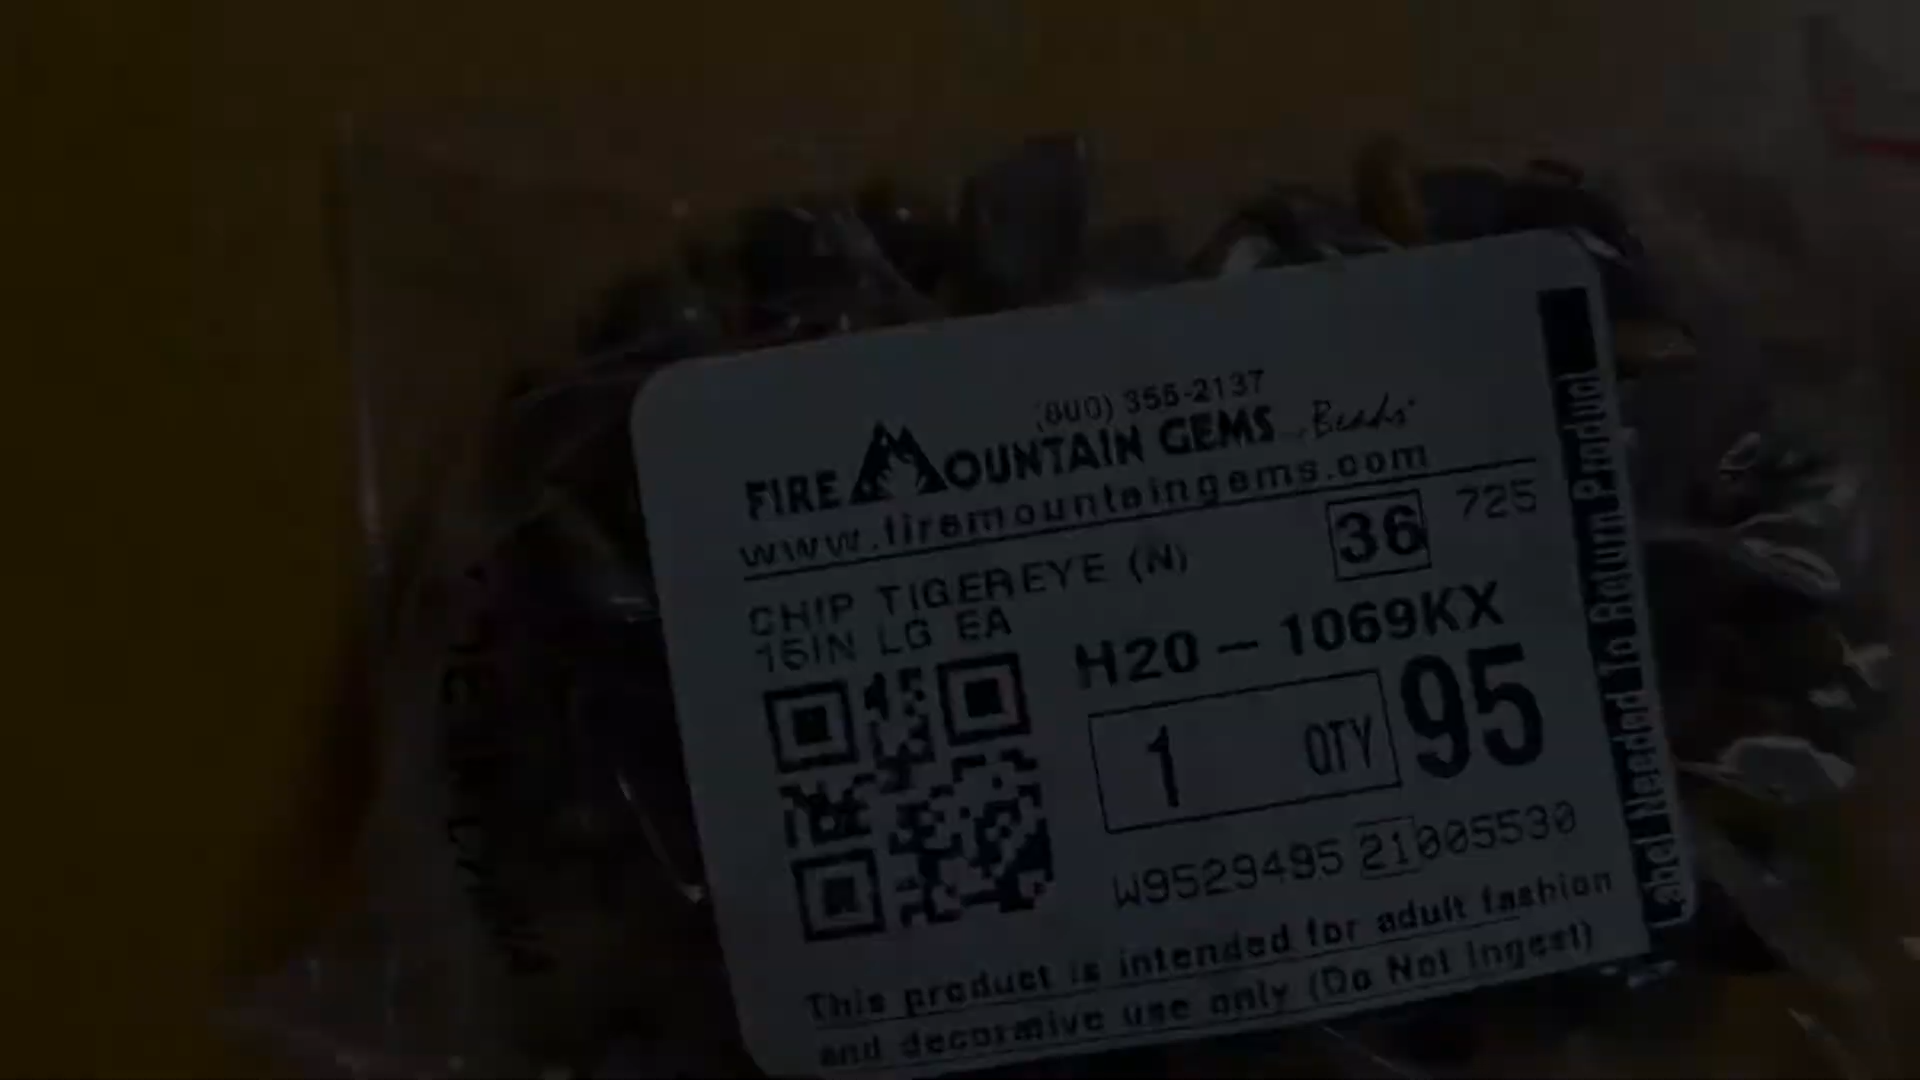 (800) 355-2137
FIRE MOUNTAIN GEMS and Beads
www.firemountaingems.com
36 725
CHIP TIGEREYE (N)
15IN LG EA
H20-1069KX
1 QTY 95
W9529495 21005530
This product is intended for adult fashion
and decorative use only (Do Not Ingest)
Label Needed To Return Product